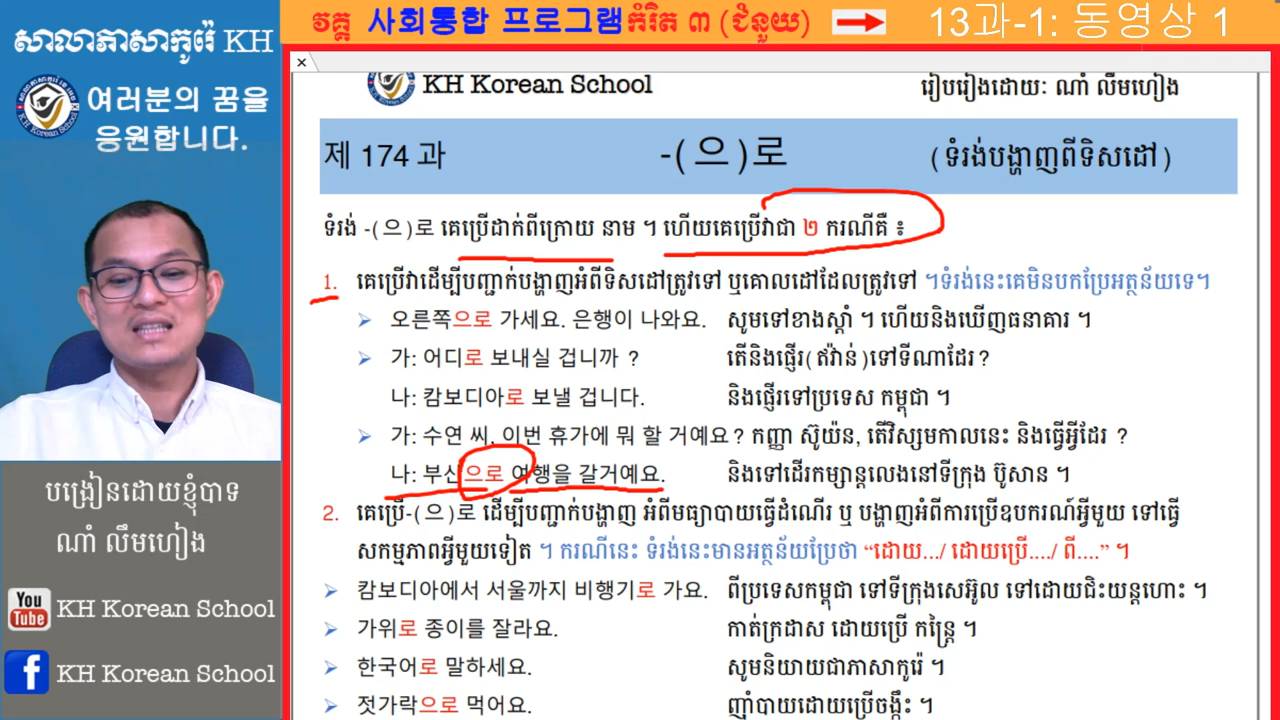 សាលាភាសាកូរ៉េ KH
여러분의 꿈을
응원합니다.
វគ្គ 사회통합 프로그램 កំរិត ៣ (ជំនួយ)
13과-1: 동영상 1
KH Korean School
រៀបរៀងដោយ: ណាំ លឹមហៀង
제 174 과 -(으)로 (ទំរង់បង្ហាញពីទិសដៅ)
ទំរង់ -(으)로 គេប្រើដាក់ពីក្រោយ នាម ។ ហើយគេប្រើវាជា ២ ករណីគឺ ៖
1. គេប្រើវាដើម្បីបញ្ជាក់បង្ហាញអំពីទិសដៅត្រូវទៅ ឬគោលដៅដែលត្រូវទៅ ។ទំរង់នេះគេមិនបកប្រែអត្ថន័យទេ។
➢ 오른쪽으로 가세요. 은행이 나와요. សូមទៅខាងស្តាំ ។ ហើយនិងឃើញធនាគារ ។
➢ 가: 어디로 보내실 겁니까 ? តើនិងផ្ញើរ(ឥវ៉ាន់)ទៅទីណាដែរ?
나: 캄보디아로 보낼 겁니다. និងផ្ញើរទៅប្រទេស កម្ពុជា ។
➢ 가: 수연 씨, 이번 휴가에 뭐 할 거예요? កញ្ញា ស៊ូយ៉ន, តើវិស្សមកាលនេះ និងធ្វើអ្វីដែរ ?
나: 부산으로 여행을 갈거예요. និងទៅដើរកម្សាន្តលេងនៅទីក្រុង ប៊ូសាន ។
2. គេប្រើ-(으)로 ដើម្បីបញ្ជាក់បង្ហាញ អំពីមធ្យាបាយធ្វើដំណើរ ឬ បង្ហាញអំពីការប្រើឧបករណ៍អ្វីមួយ ទៅធ្វើ
សកម្មភាពអ្វីមួយទៀត ។ ករណីនេះ ទំរង់នេះមានអត្ថន័យប្រែថា “ដោយ.../ ដោយប្រើ..../ ពី....” ។
➢ 캄보디아에서 서울까지 비행기로 가요. ពីប្រទេសកម្ពុជា ទៅទីក្រុងសេអ៊ូល ទៅដោយជិះយន្តហោះ ។
➢ 가위로 종이를 잘라요. កាត់ក្រដាស ដោយប្រើ កន្ត្រៃ ។
➢ 한국어로 말하세요. សូមនិយាយជាភាសាកូរ៉េ ។
➢ 젓가락으로 먹어요. ញ៉ាំបាយដោយប្រើចង្កឹះ ។
បង្រៀនដោយខ្ញុំបាទ
ណាំ លឹមហៀង
You Tube KH Korean School
f KH Korean School